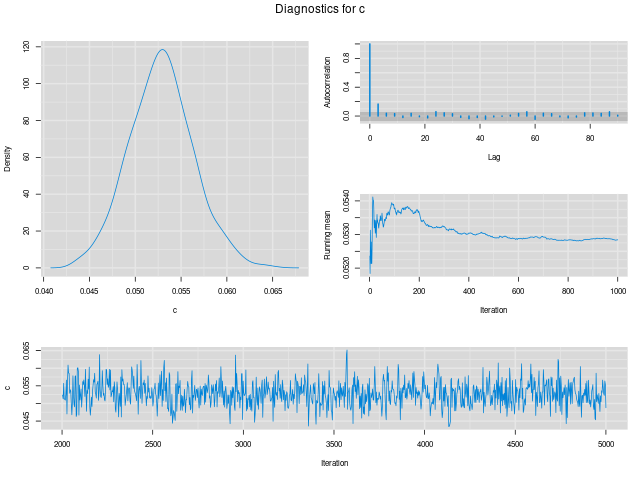 Diagnostics for c
Density
0 20 40 60 80 100 120
0.040 0.045 0.050 0.055 0.060 0.065
c
Autocorrelation
0.0 0.4 0.8
0 20 40 60 80
Lag
Running mean
0.0520 0.0530 0.0540
0 200 400 600 800 1000
Iteration
c
0.045 0.055 0.065
2000 2500 3000 3500 4000 4500 5000
Iteration